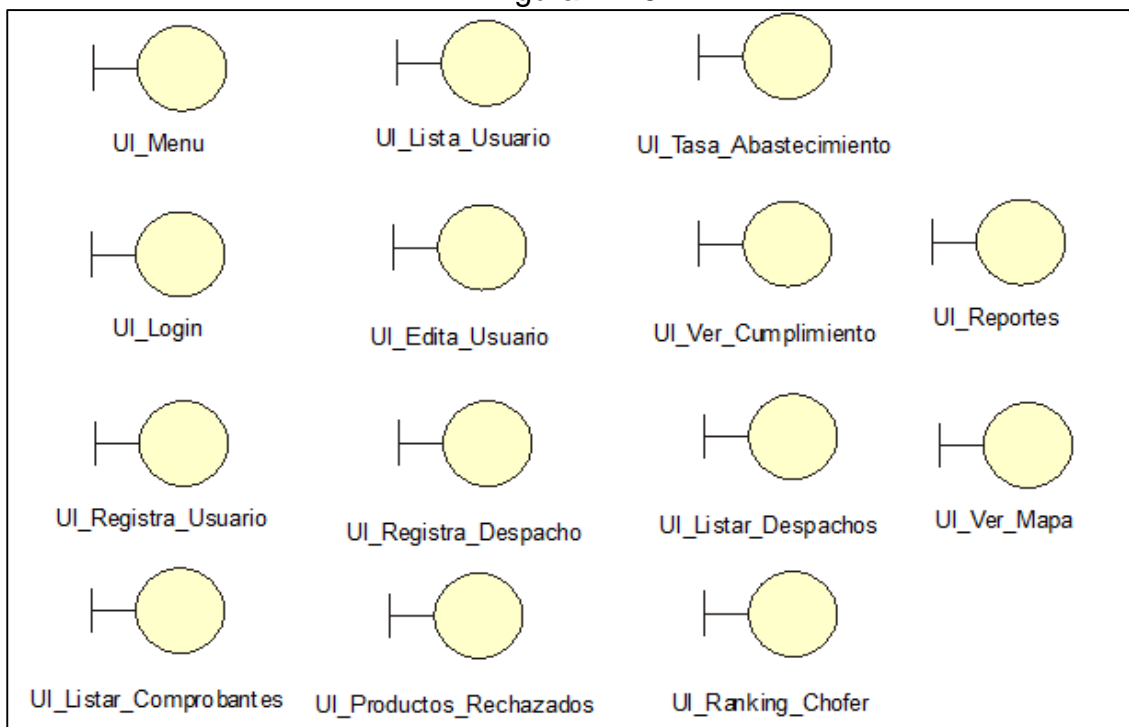 UI_Menu
UI_Lista_Usuario
UI_Tasa_Abastecimiento
UI_Login
UI_Edita_Usuario
UI_Ver_Cumplimiento
UI_Reportes
UI_Registra_Usuario
UI_Registra_Despacho
UI_Listar_Despachos
UI_Ver_Mapa
UI_Listar_Comprobantes
UI_Productos_Rechazados
UI_Ranking_Chofer